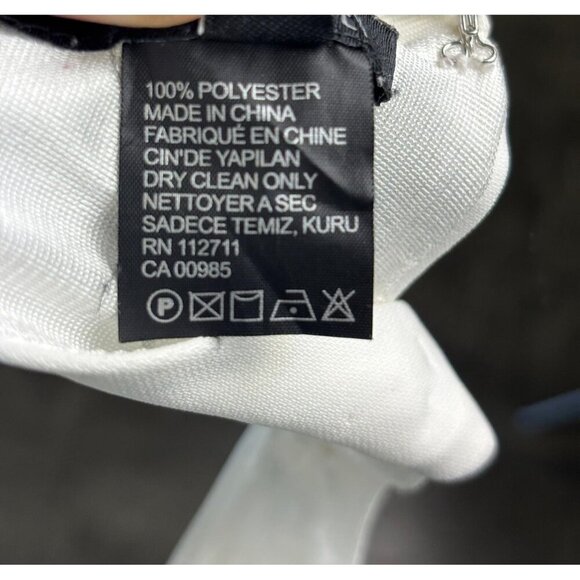 100% POLYESTER
MADE IN CHINA
FABRIQUÉ EN CHINE
CIN'DE YAPILAN
DRY CLEAN ONLY
NETTOYER A SEC
SADECE TEMIZ, KURU
RN 112711
CA 00985
P